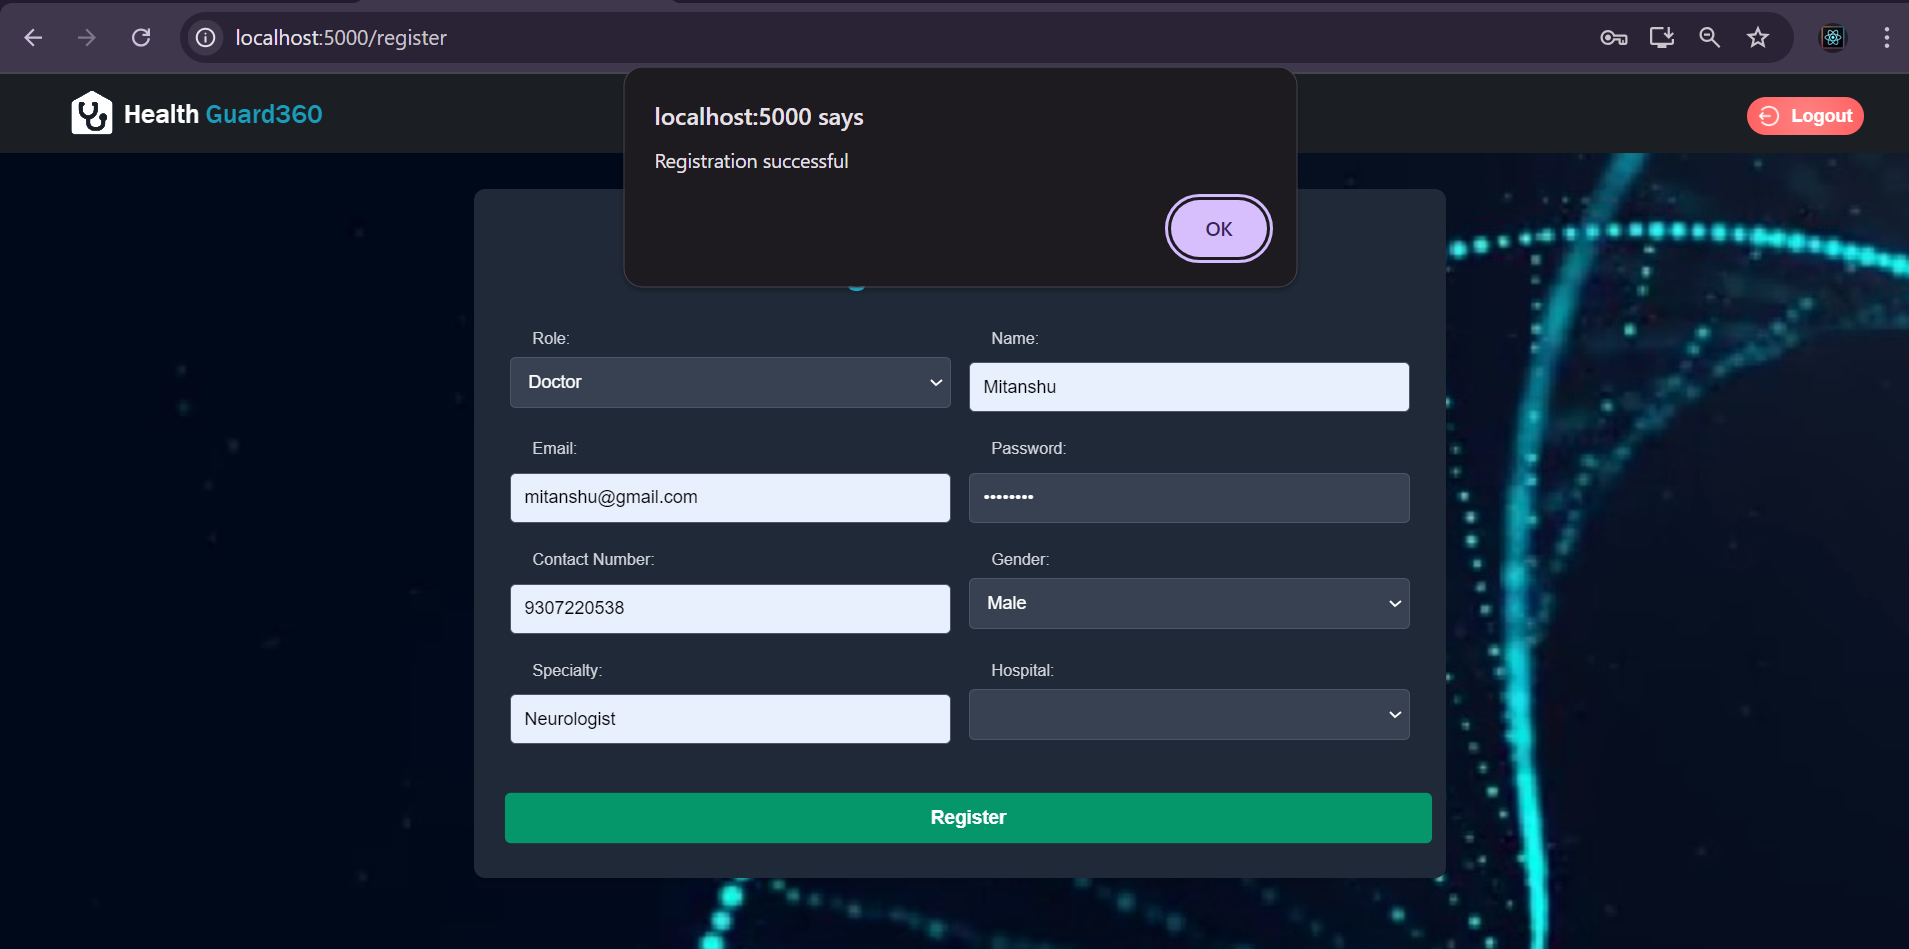 localhost:5000/register
Health Guard360
Logout
localhost:5000 says
Registration successful
OK
Role:
Name:
Doctor
Mitanshu
Email:
Password:
mitanshu@gmail.com
••••••••
Contact Number:
Gender:
9307220538
Male
Specialty:
Hospital:
Neurologist
Register